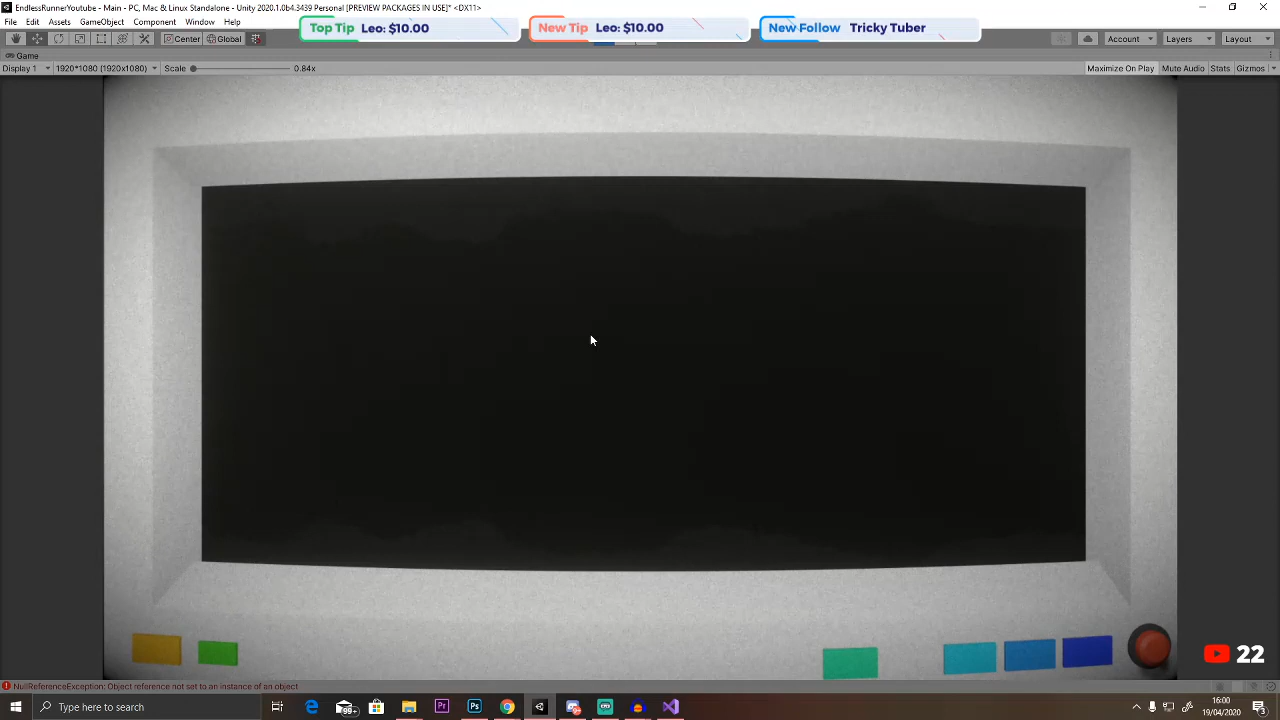 EndlessRunnerYoutube - Main - PC, Mac & Linux Standalone - Unity 2020.1.0b4.3439 Personal [PREVIEW PACKAGES IN USE]* <DX11>
File Edit Assets GameObject Component Window Help
Top Tip Leo: $10.00
New Tip Leo: $10.00
New Follow Tricky Tuber
Center Global Account Layers Layout
Game
Display 1 1920*1080 (1920x1080) Scale 0.84x Maximize On Play Mute Audio Stats Gizmos
22
NullReferenceException: Object reference not set to an instance of an object
Type here to search
16:00
19/04/2020